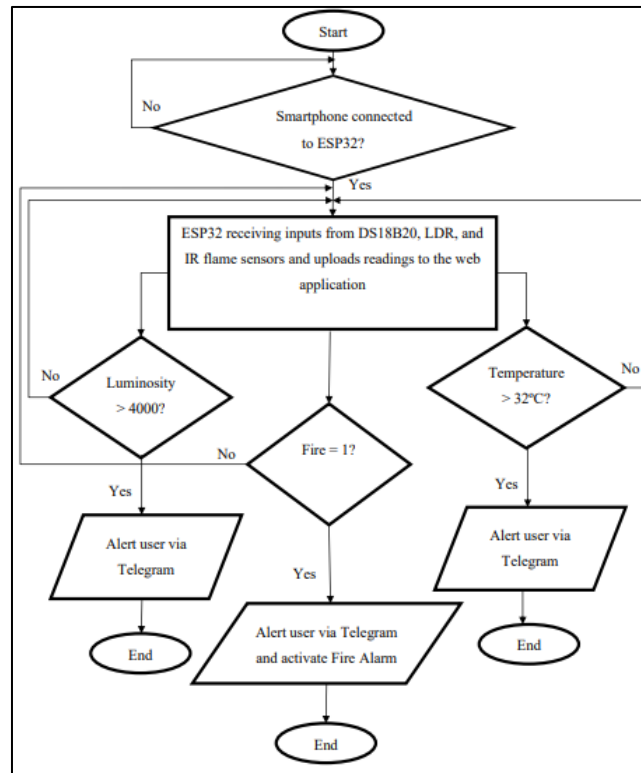 Start
No
Smartphone connected
to ESP32?
Yes
ESP32 receiving inputs from DS18B20, LDR, and
IR flame sensors and uploads readings to the web
application
No
Luminosity
> 4000?
Temperature
> 32ºC?
No
No
Fire = 1?
Yes
Yes
Alert user via
Telegram
Alert user via
Telegram
Yes
End
Alert user via Telegram
and activate Fire Alarm
End
End